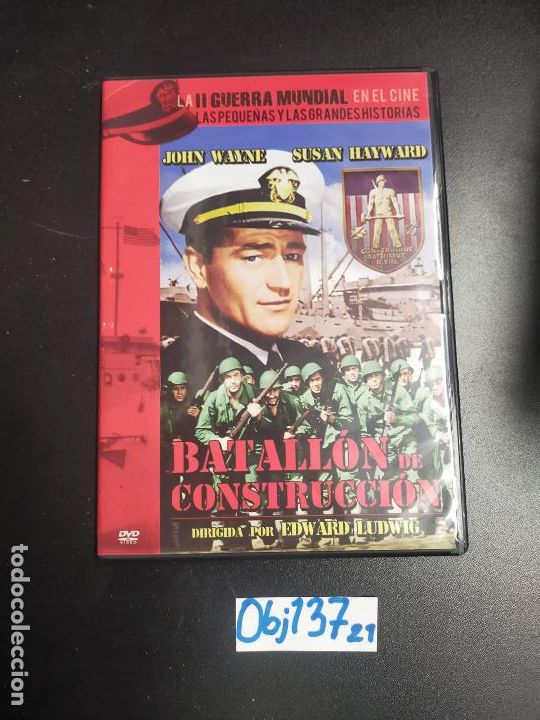 LA II GUERRA MUNDIAL EN EL CINE
LAS PEQUEÑAS Y LAS GRANDES HISTORIAS
JOHN WAYNE SUSAN HAYWARD
BATALLÓN DE
CONSTRUCCIÓN
DIRIGIDA POR EDWARD LUDWIG
DVD
VIDEO
Obj137 21
todocoleccion